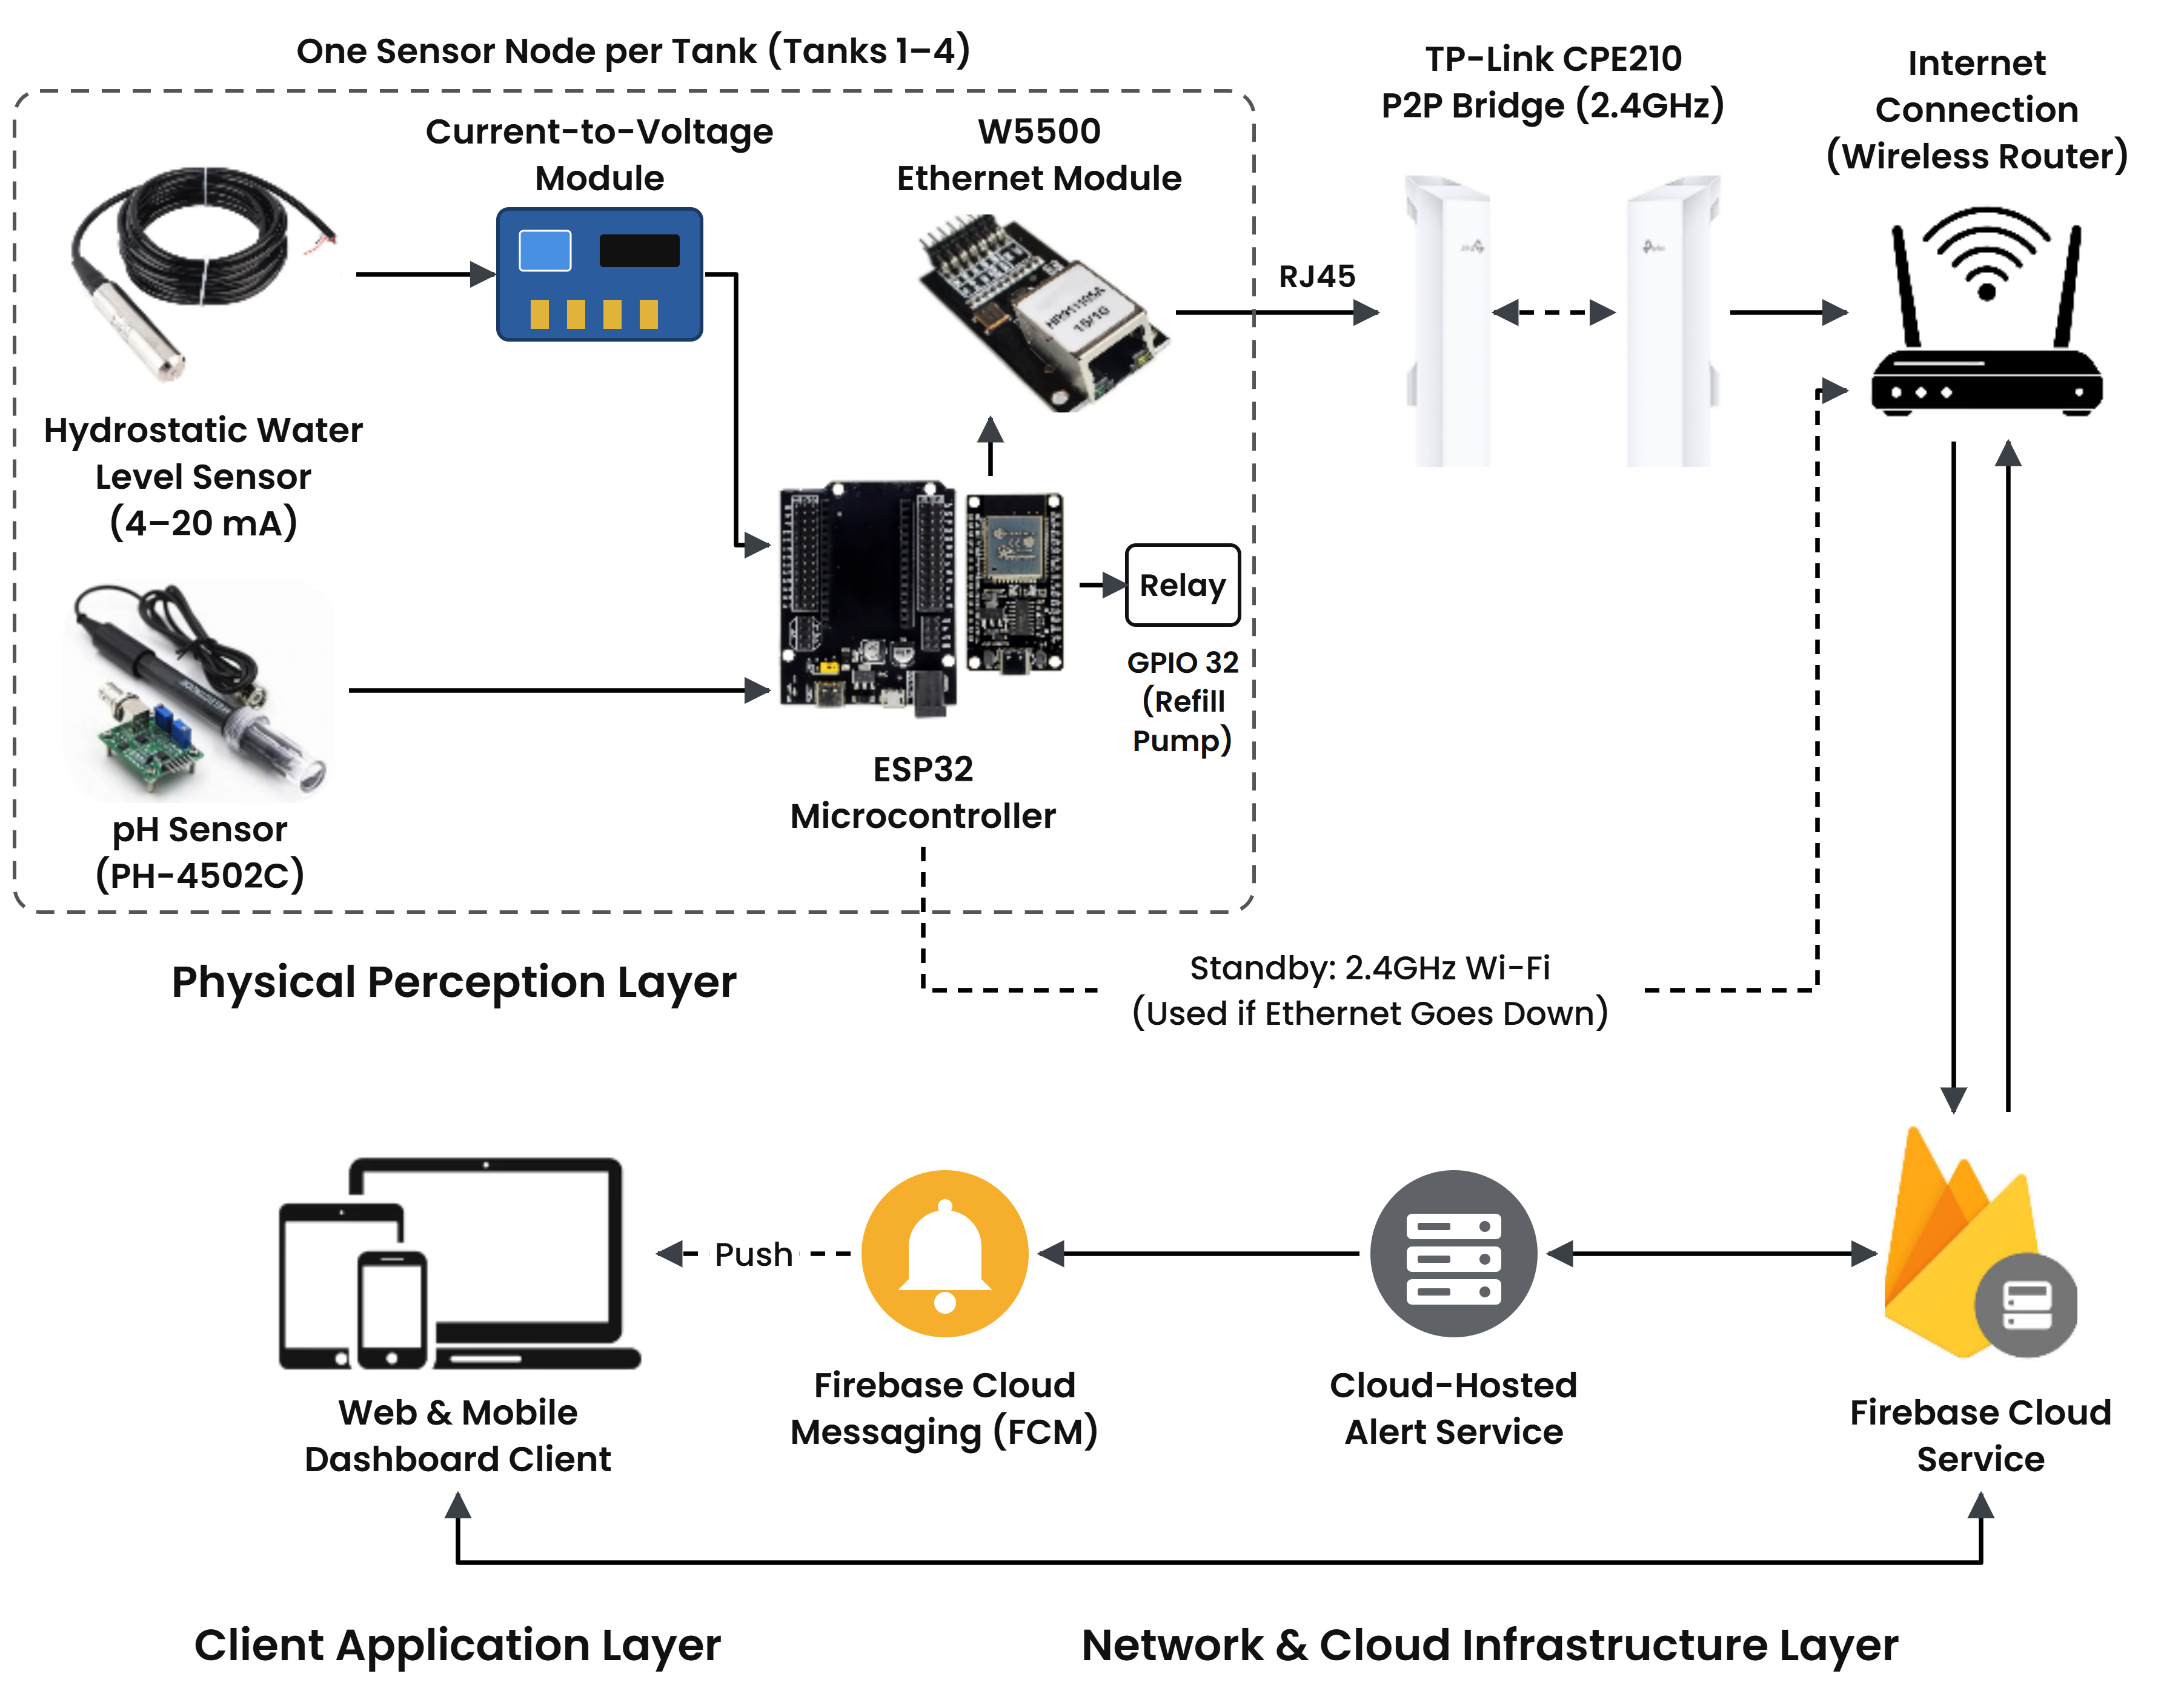 One Sensor Node per Tank (Tanks 1–4)
TP-Link CPE210
P2P Bridge (2.4GHz)
Internet
Connection
(Wireless Router)
Current-to-Voltage
Module
W5500
Ethernet Module
HR911105A
15/10
RJ45
Hydrostatic Water
Level Sensor
(4–20 mA)
Relay
GPIO 32
(Refill
Pump)
ESP32
Microcontroller
pH Sensor
(PH-4502C)
Physical Perception Layer
Standby: 2.4GHz Wi-Fi
(Used if Ethernet Goes Down)
Push
Web & Mobile
Dashboard Client
Firebase Cloud
Messaging (FCM)
Cloud-Hosted
Alert Service
Firebase Cloud
Service
Client Application Layer
Network & Cloud Infrastructure Layer